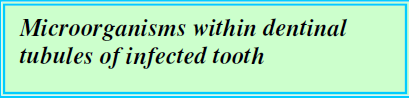 Microorganisms within dentinal
tubules of infected tooth